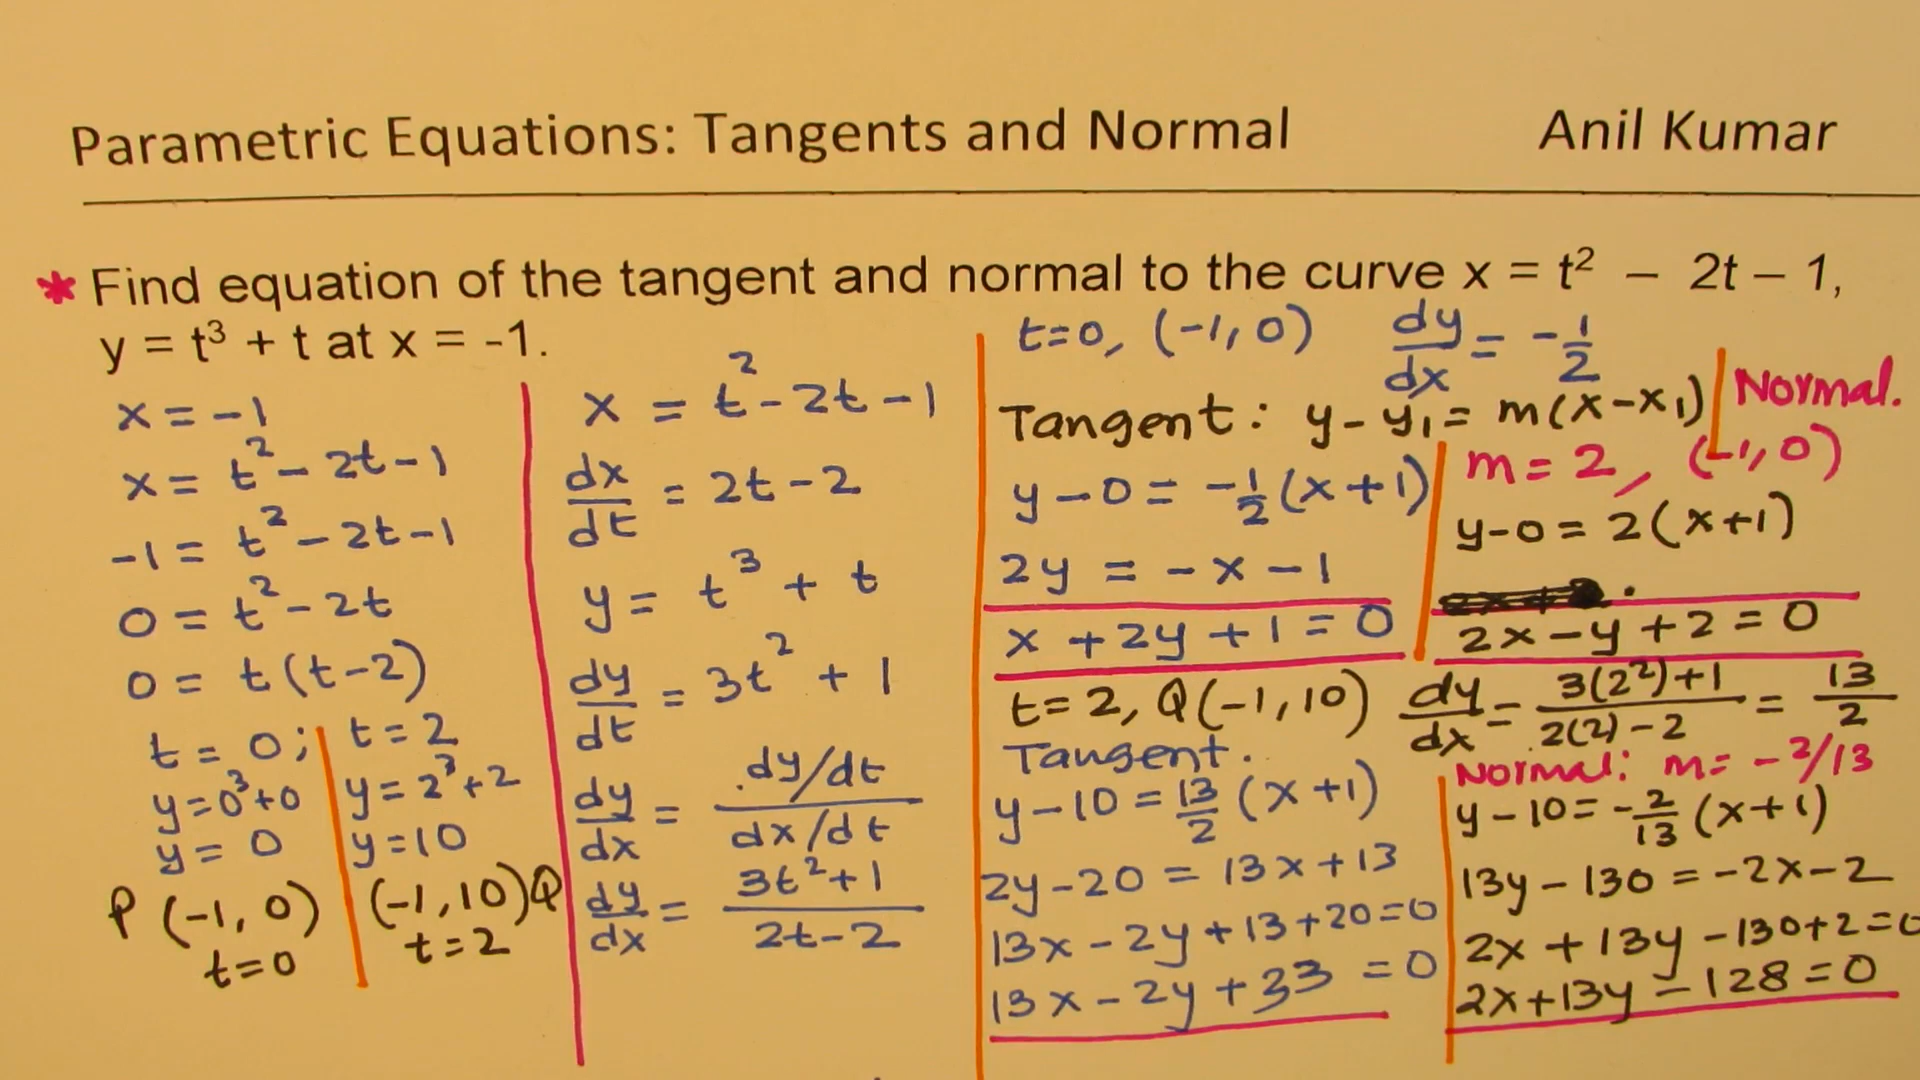 Parametric Equations: Tangents and Normal Anil Kumar
* Find equation of the tangent and normal to the curve x = t² – 2t – 1,
y = t³ + t at x = -1.
x = -1
x = t² - 2t - 1
-1 = t² - 2t - 1
0 = t² - 2t
0 = t(t-2)
t = 0; t = 2
y = 0³+0 y = 2³+2
y = 0 y = 10
P (-1, 0) (-1, 10) Q
t=0 t=2
x = t² - 2t - 1
dx/dt = 2t - 2
y = t³ + t
dy/dt = 3t² + 1
dy/dx = dy/dt / dx/dt
dy/dx = 3t²+1 / 2t-2
t=0, (-1, 0) dy/dx = -1/2
Tangent: y - y₁ = m(x-x₁)
y - 0 = -1/2 (x+1)
2y = -x - 1
x + 2y + 1 = 0
Normal.
m = 2, (-1, 0)
y-0 = 2(x+1)
2x - y + 2 = 0
t = 2, Q(-1, 10) dy/dx = 3(2²)+1 / 2(2)-2 = 13/2
Tangent.
y - 10 = 13/2 (x+1)
2y - 20 = 13x + 13
13x - 2y + 13 + 20 = 0
13x - 2y + 33 = 0
Normal: m = -2/13
y - 10 = -2/13 (x+1)
13y - 130 = -2x - 2
2x + 13y - 130 + 2 = 0
2x + 13y - 128 = 0